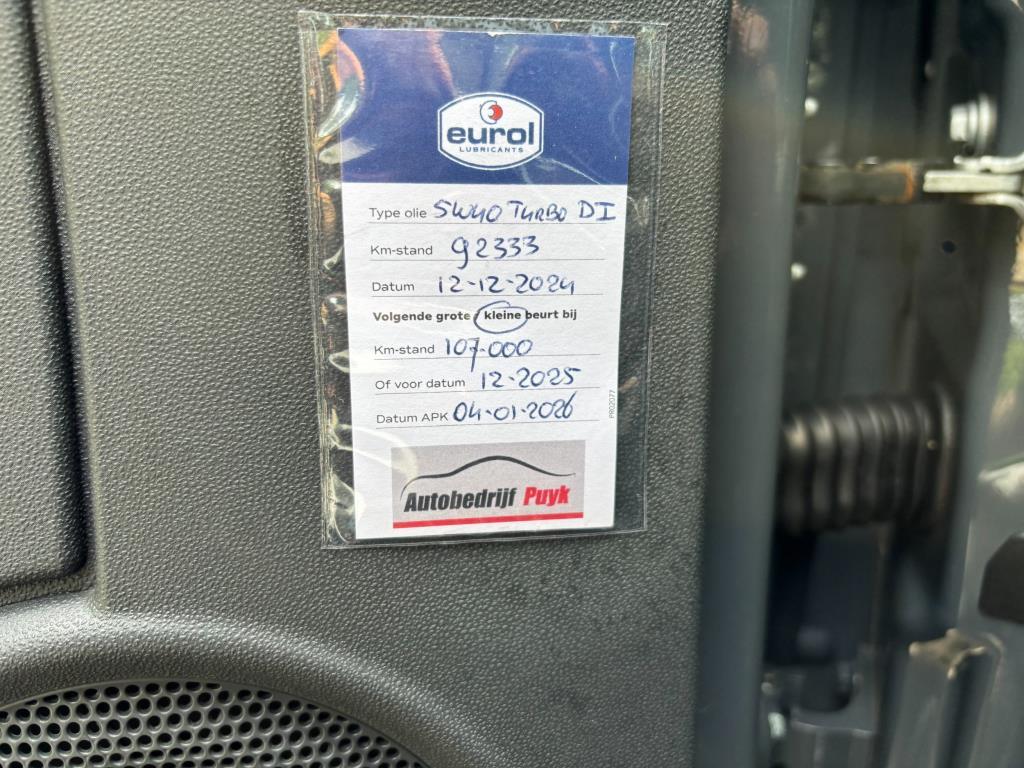 eurol
LUBRICANTS
Type olie 5W40 TURBO DI
Km-stand 92333
Datum 12-12-2024
Volgende grote / kleine beurt bij
Km-stand 107-000
Of voor datum 12-2025
Datum APK 04-01-2026
PR02077
Autobedrijf Puyk